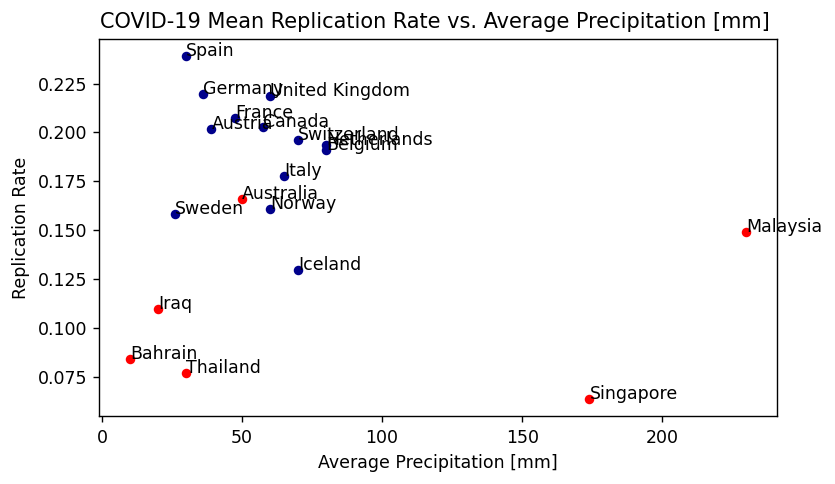 COVID-19 Mean Replication Rate vs. Average Precipitation [mm]
Replication Rate
0.225
0.200
0.175
0.150
0.125
0.100
0.075
Spain
Germany
United Kingdom
France
Canada
Austria
Switzerland
Netherlands
Belgium
Italy
Australia
Norway
Sweden
Malaysia
Iceland
Iraq
Bahrain
Thailand
Singapore
0
50
100
150
200
Average Precipitation [mm]